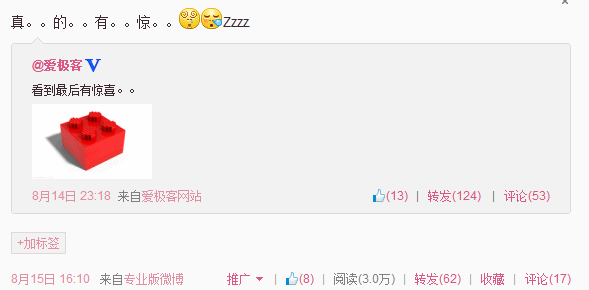 真。。的。。有。。惊。。Zzzz
@爱极客
看到最后有惊喜。。
8月14日 23:18 来自爱极客网站 (13) | 转发(124) | 评论(53)
+加标签
8月15日 16:10 来自专业版微博 推广 | (8) | 阅读(3.0万) | 转发(62) | 收藏 | 评论(17)